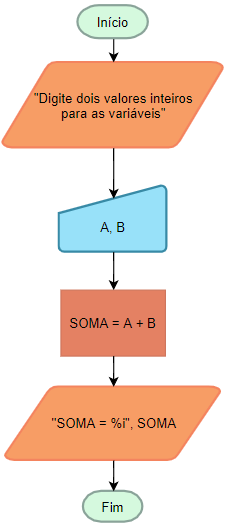 Início
"Digite dois valores inteiros
para as variáveis"
A, B
SOMA = A + B
"SOMA = %i", SOMA
Fim